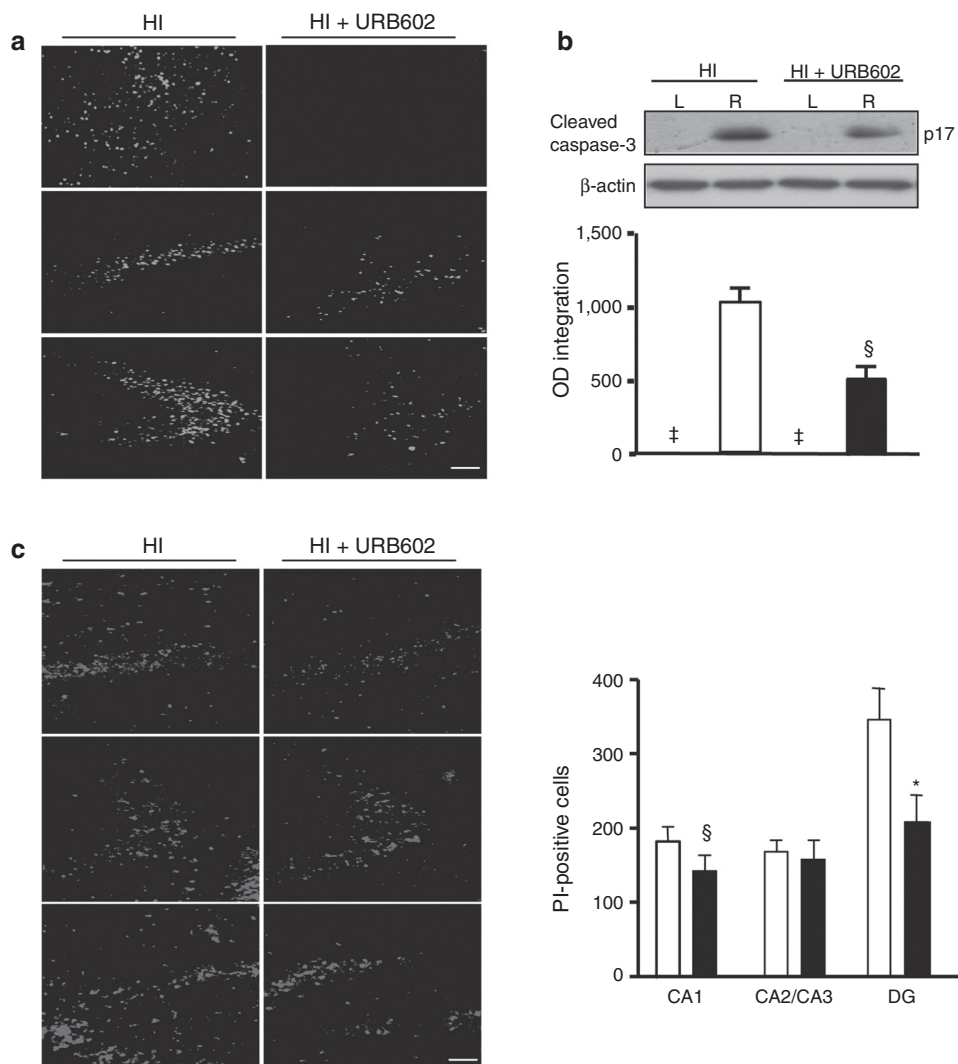 a
HI
HI + URB602
b
HI
HI + URB602
L
R
L
R
Cleaved
caspase-3
p17
β-actin
1,500
1,000
500
0
OD integration
‡
‡
§
c
HI
HI + URB602
400
300
200
100
0
PI-positive cells
§
*
CA1
CA2/CA3
DG